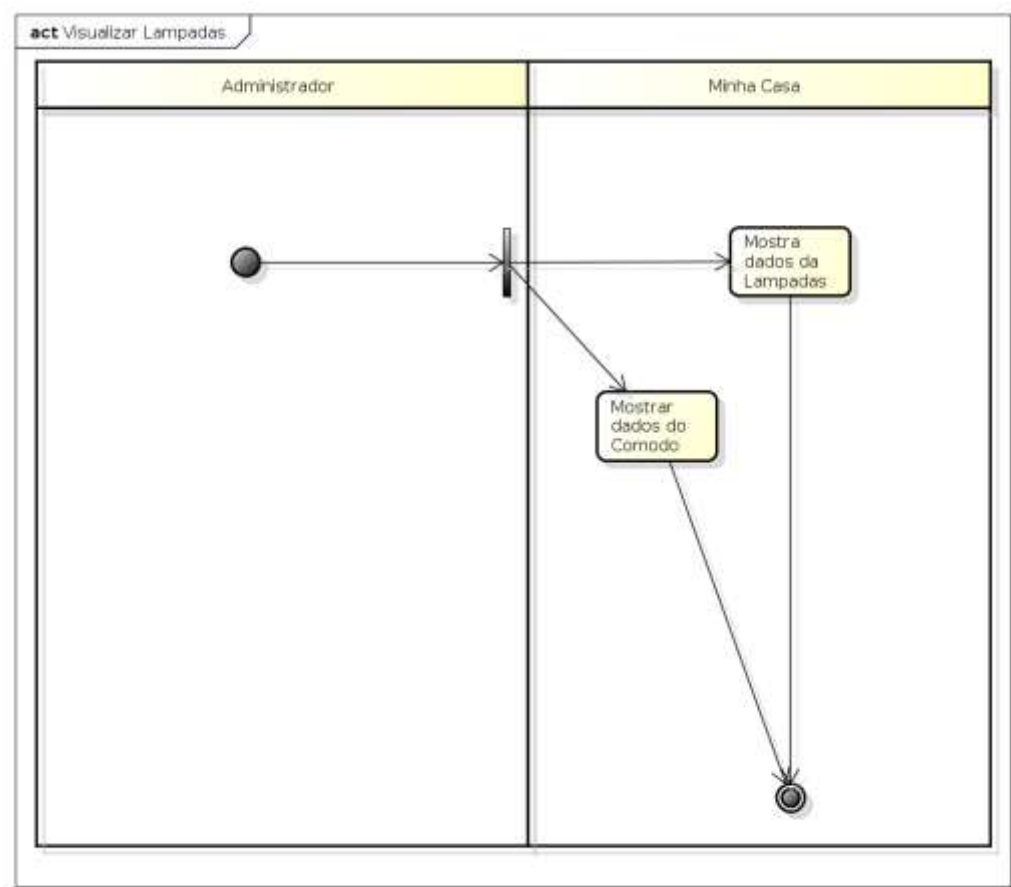 act Visualizar Lampadas
Administrador
Minha Casa
Mostra
dados da
Lampadas
Mostrar
dados do
Comodo